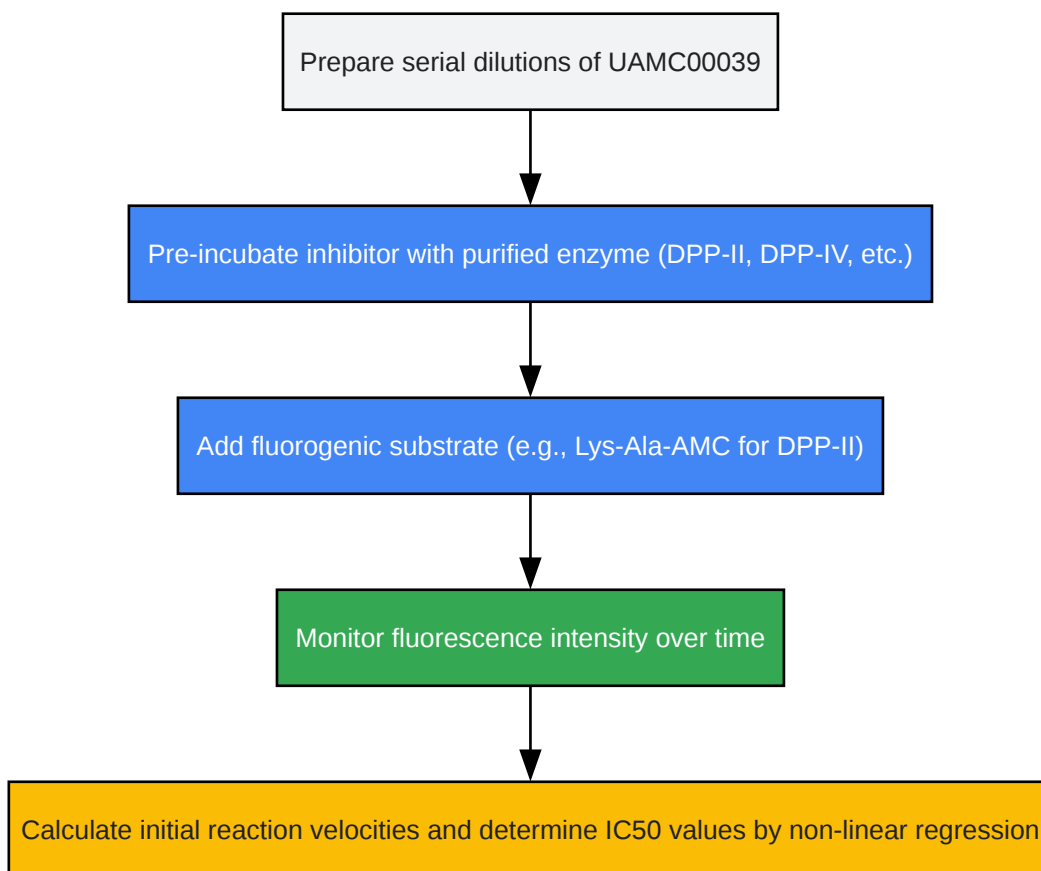 Prepare serial dilutions of UAMC00039
Pre-incubate inhibitor with purified enzyme (DPP-II, DPP-IV, etc.)
Add fluorogenic substrate (e.g., Lys-Ala-AMC for DPP-II)
Monitor fluorescence intensity over time
Calculate initial reaction velocities and determine IC50 values by non-linear regression